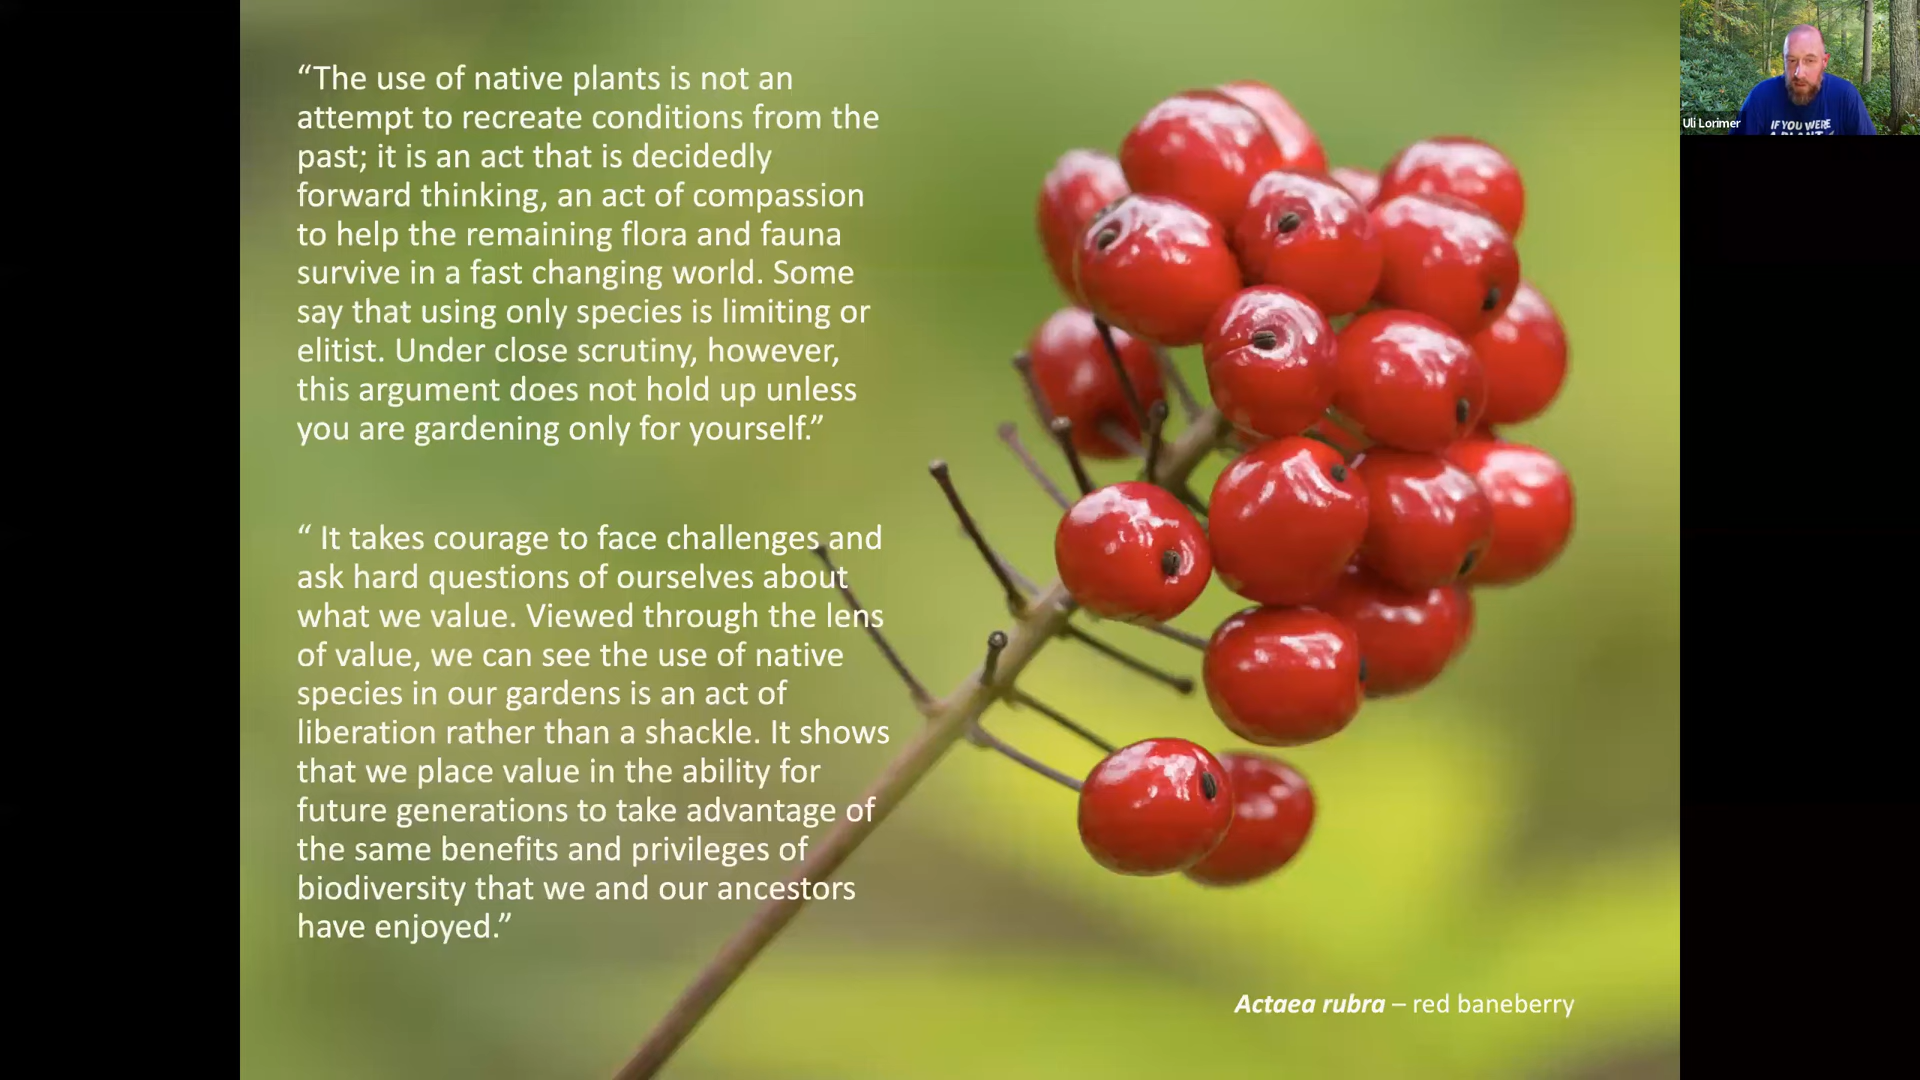 “The use of native plants is not an
attempt to recreate conditions from the
past; it is an act that is decidedly
forward thinking, an act of compassion
to help the remaining flora and fauna
survive in a fast changing world. Some
say that using only species is limiting or
elitist. Under close scrutiny, however,
this argument does not hold up unless
you are gardening only for yourself.”
“ It takes courage to face challenges and
ask hard questions of ourselves about
what we value. Viewed through the lens
of value, we can see the use of native
species in our gardens is an act of
liberation rather than a shackle. It shows
that we place value in the ability for
future generations to take advantage of
the same benefits and privileges of
biodiversity that we and our ancestors
have enjoyed.”
Actaea rubra – red baneberry
Uli Lorimer
IF YOU WERE
A PLANT